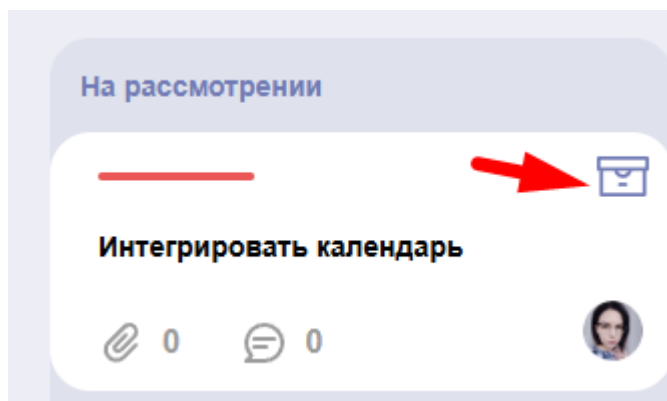 На рассмотрении
Интегрировать календарь
0 0